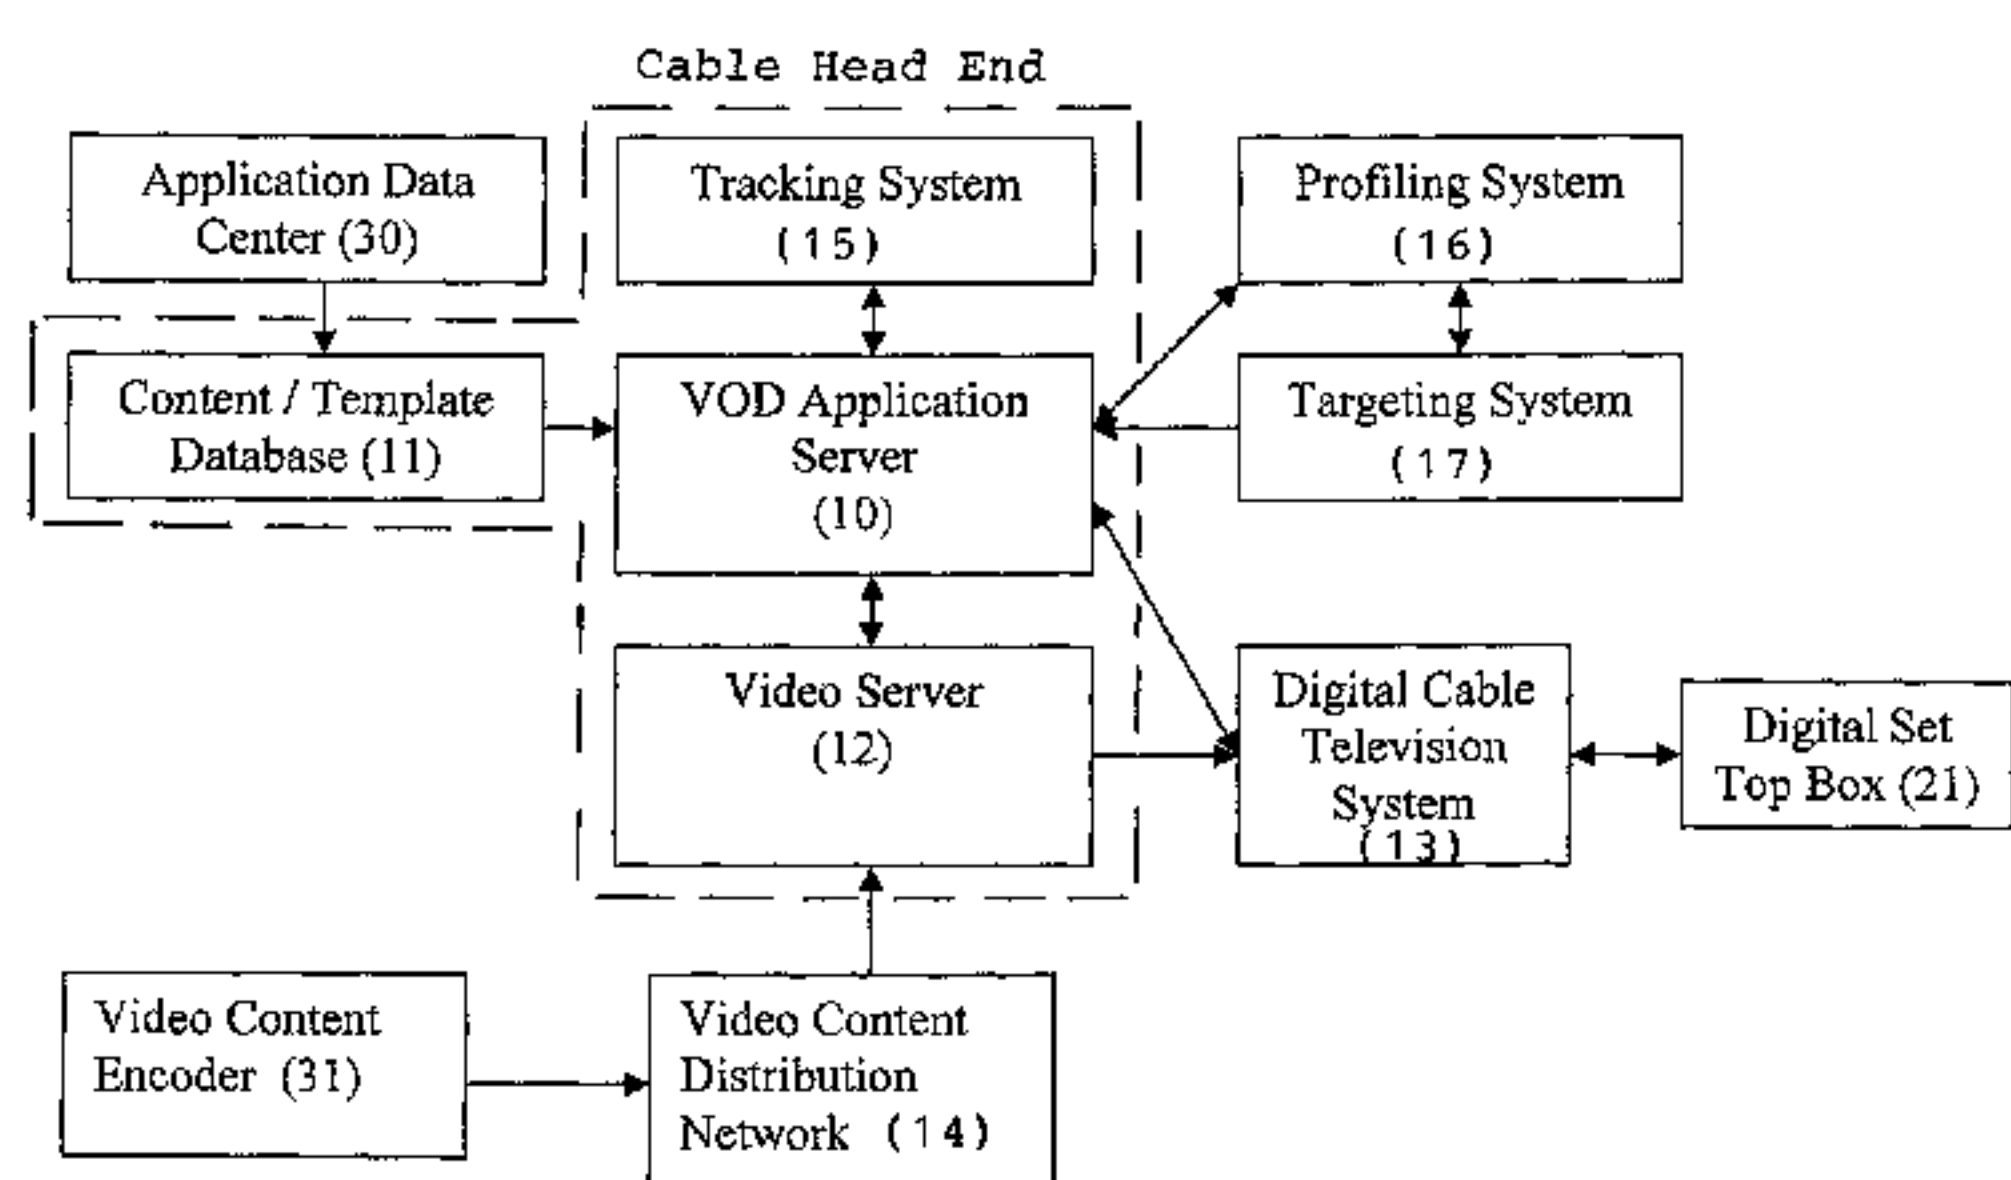 Cable Head End
Application Data
Center (30)
Tracking System
(15)
Profiling System
(16)
Content / Template
Database (11)
VOD Application
Server
(10)
Targeting System
(17)
Video Server
(12)
Digital Cable
Television
System
(13)
Digital Set
Top Box (21)
Video Content
Encoder (31)
Video Content
Distribution
Network (14)